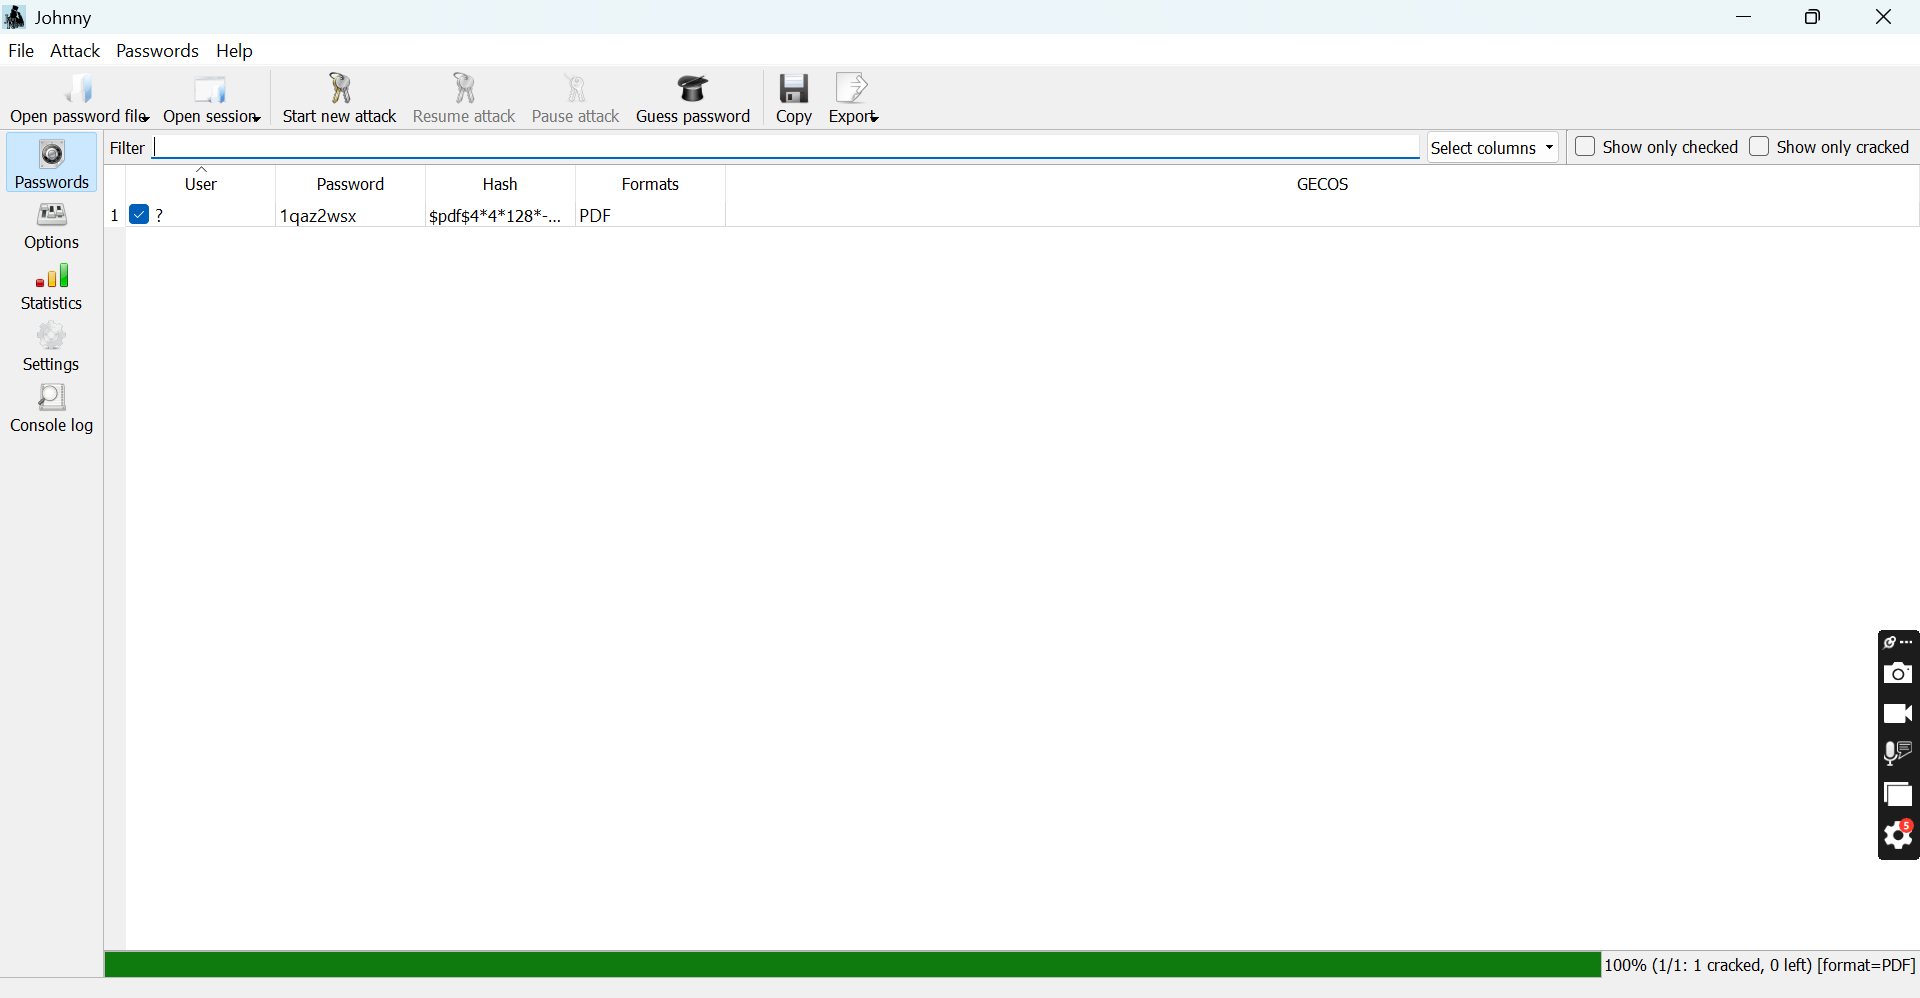 Johnny
File Attack Passwords Help
Open password file Open session Start new attack Resume attack Pause attack Guess password Copy Export
Passwords
Options
Statistics
Settings
Console log
Filter Select columns Show only checked Show only cracked
User Password Hash Formats GECOS
1 ? 1qaz2wsx $pdf$4*4*128*-... PDF
5
100% (1/1: 1 cracked, 0 left) [format=PDF]